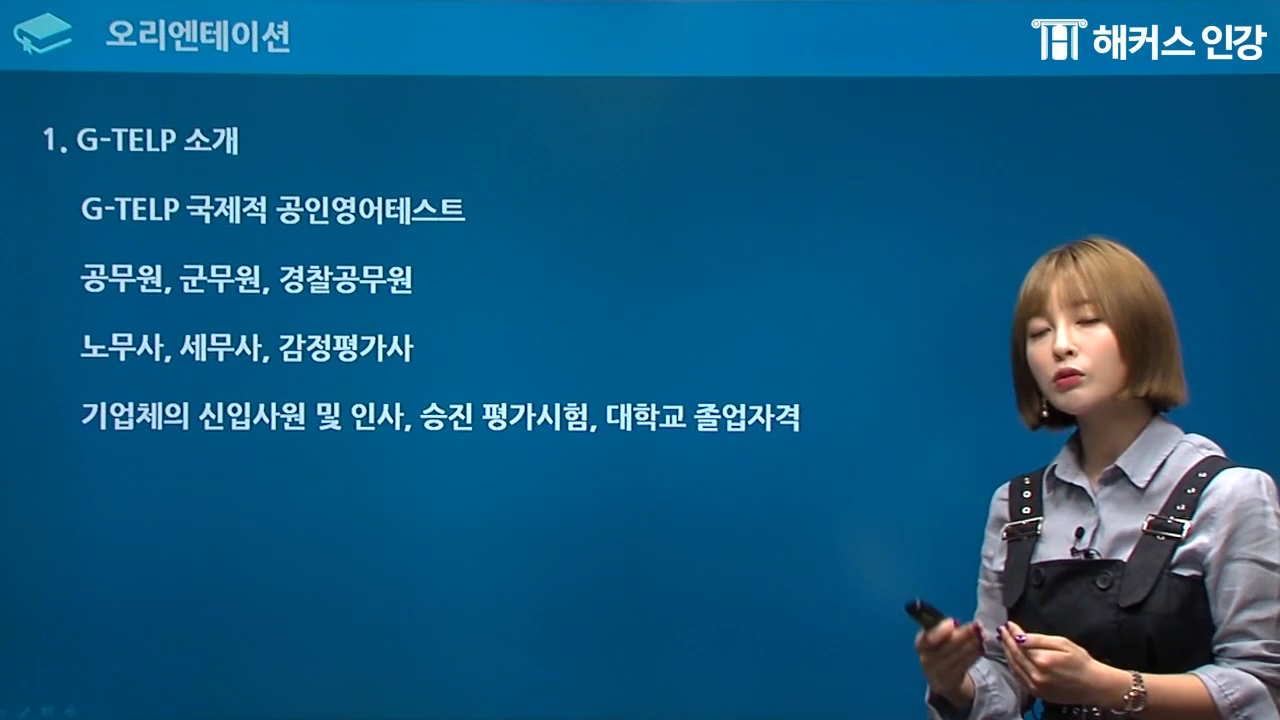 오리엔테이션
해커스 인강
1. G-TELP 소개
G-TELP 국제적 공인영어테스트
공무원, 군무원, 경찰공무원
노무사, 세무사, 감정평가사
기업체의 신입사원 및 인사, 승진 평가시험, 대학교 졸업자격